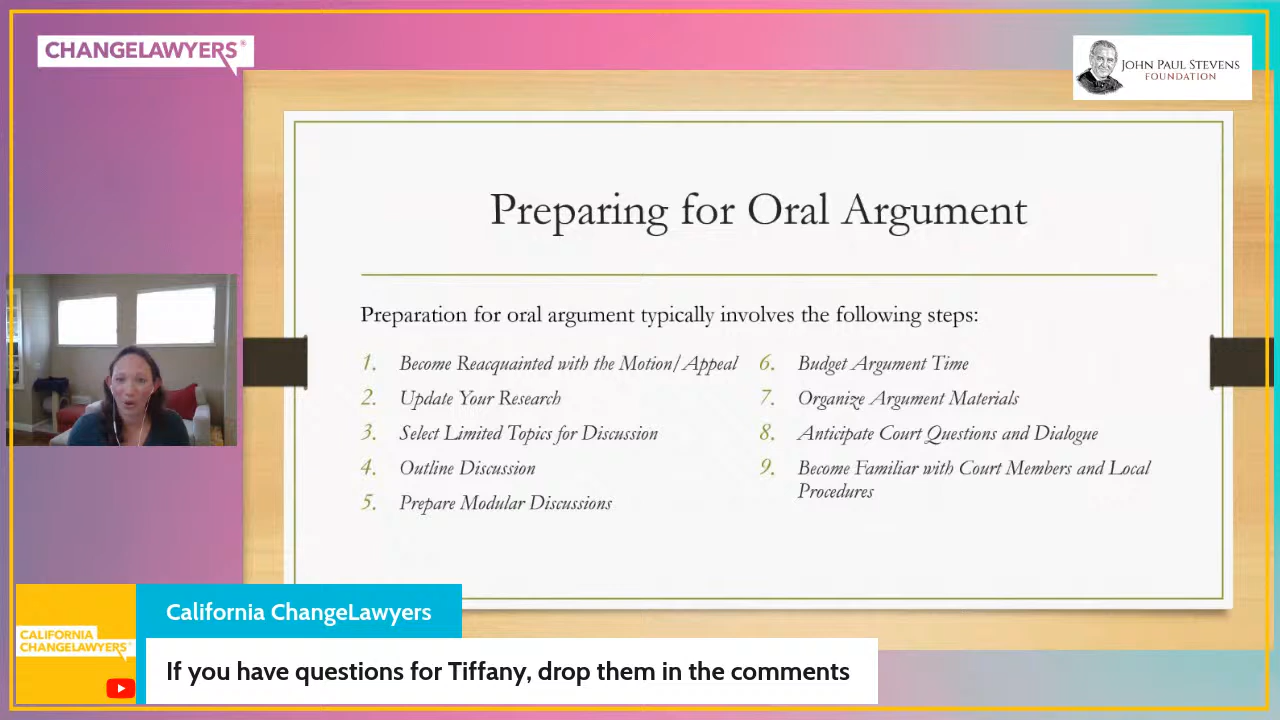 CHANGELAWYERS®
JOHN PAUL STEVENS
FOUNDATION
Preparing for Oral Argument
Preparation for oral argument typically involves the following steps:
1. Become Reacquainted with the Motion/Appeal
2. Update Your Research
3. Select Limited Topics for Discussion
4. Outline Discussion
5. Prepare Modular Discussions
6. Budget Argument Time
7. Organize Argument Materials
8. Anticipate Court Questions and Dialogue
9. Become Familiar with Court Members and Local
Procedures
California ChangeLawyers
CALIFORNIA
CHANGELAWYERS®
If you have questions for Tiffany, drop them in the comments